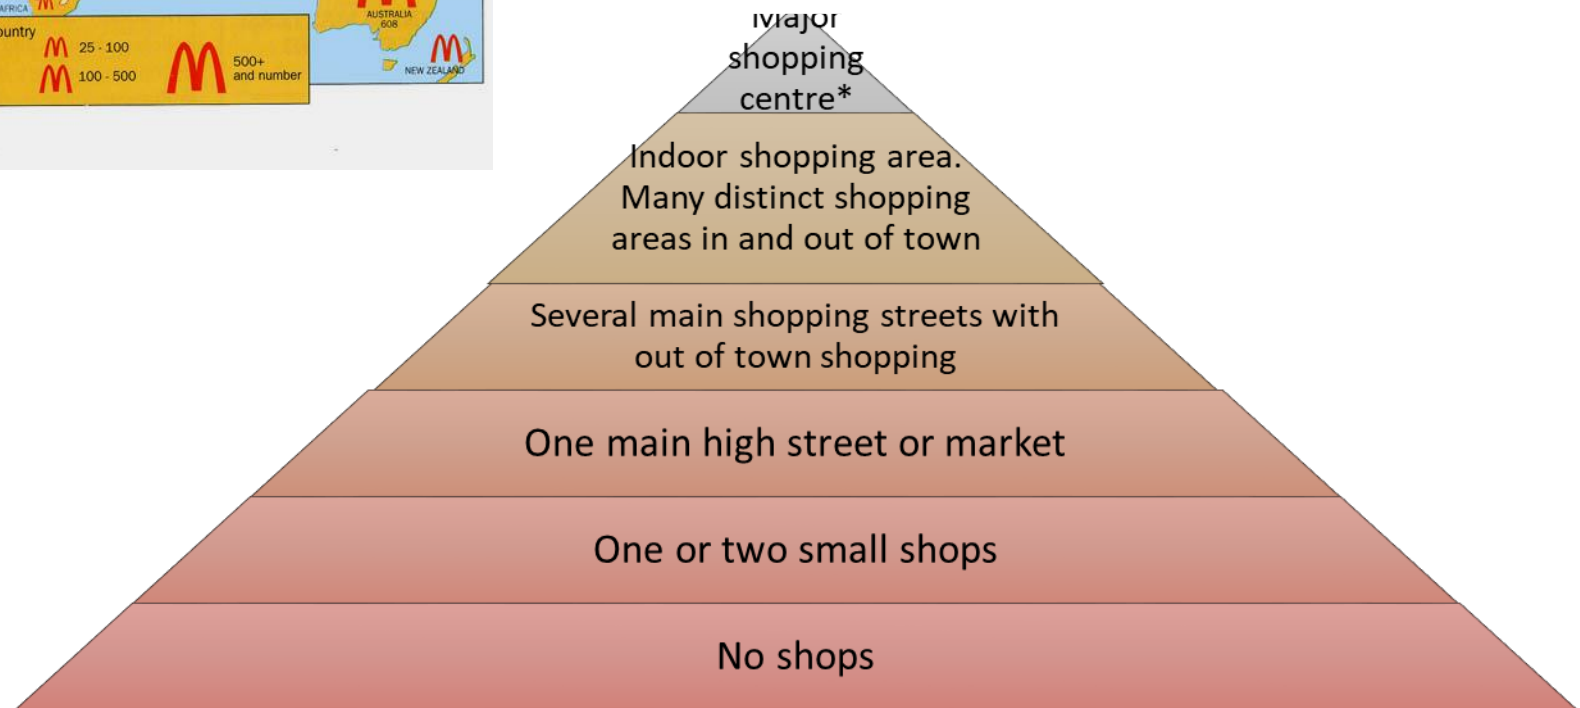 AFRICA
AUSTRALIA
608
NEW ZEALAND
ountry
25 - 100
100 - 500
500+
and number
Major
shopping
centre*
Indoor shopping area.
Many distinct shopping
areas in and out of town
Several main shopping streets with
out of town shopping
One main high street or market
One or two small shops
No shops